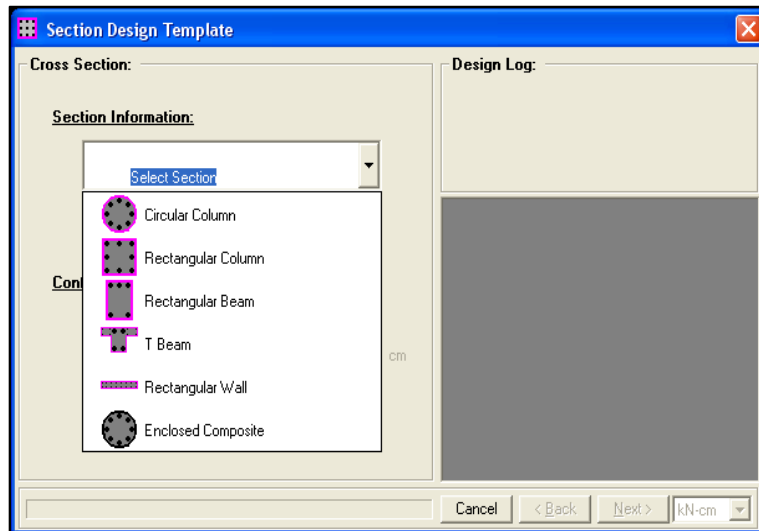 Section Design Template
Cross Section:
Section Information:
Select Section
Circular Column
Rectangular Column
Rectangular Beam
T Beam
Rectangular Wall
Enclosed Composite
cm
Design Log:
Cancel
< Back
Next >
kN-cm